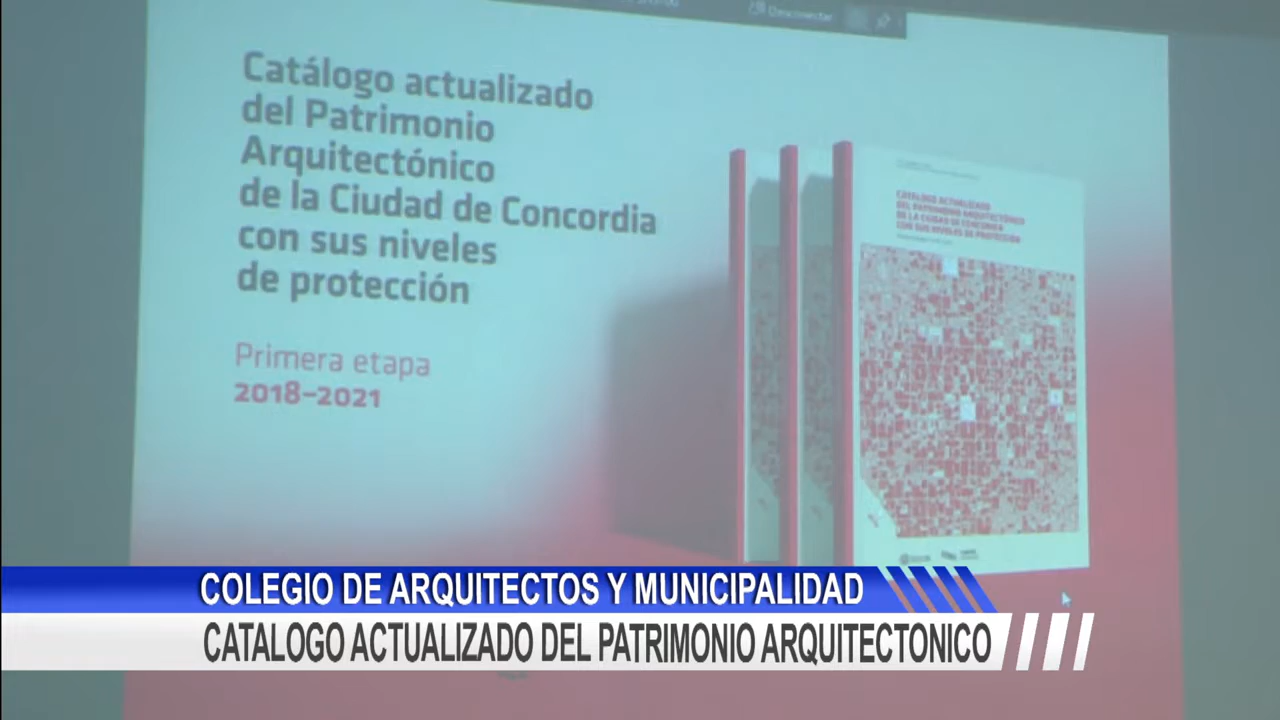 Desconectar
Catálogo actualizado
del Patrimonio
Arquitectónico
de la Ciudad de Concordia
con sus niveles
de protección
Primera etapa
2018–2021
CATÁLOGO ACTUALIZADO
DEL PATRIMONIO ARQUITECTÓNICO
DE LA CIUDAD DE CONCORDIA
CON SUS NIVELES DE PROTECCIÓN
COLEGIO DE ARQUITECTOS Y MUNICIPALIDAD
CATALOGO ACTUALIZADO DEL PATRIMONIO ARQUITECTONICO